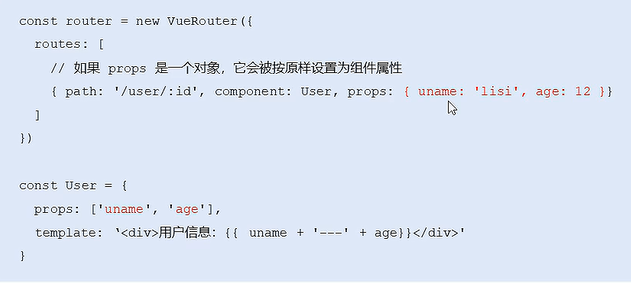 const router = new VueRouter({
routes: [
// 如果 props 是一个对象，它会被按原样设置为组件属性
{ path: '/user/:id', component: User, props: { uname: 'lisi', age: 12 }}
]
})
const User = {
props: ['uname', 'age'],
template: ‘<div>用户信息：{{ uname + '---' + age}}</div>'
}